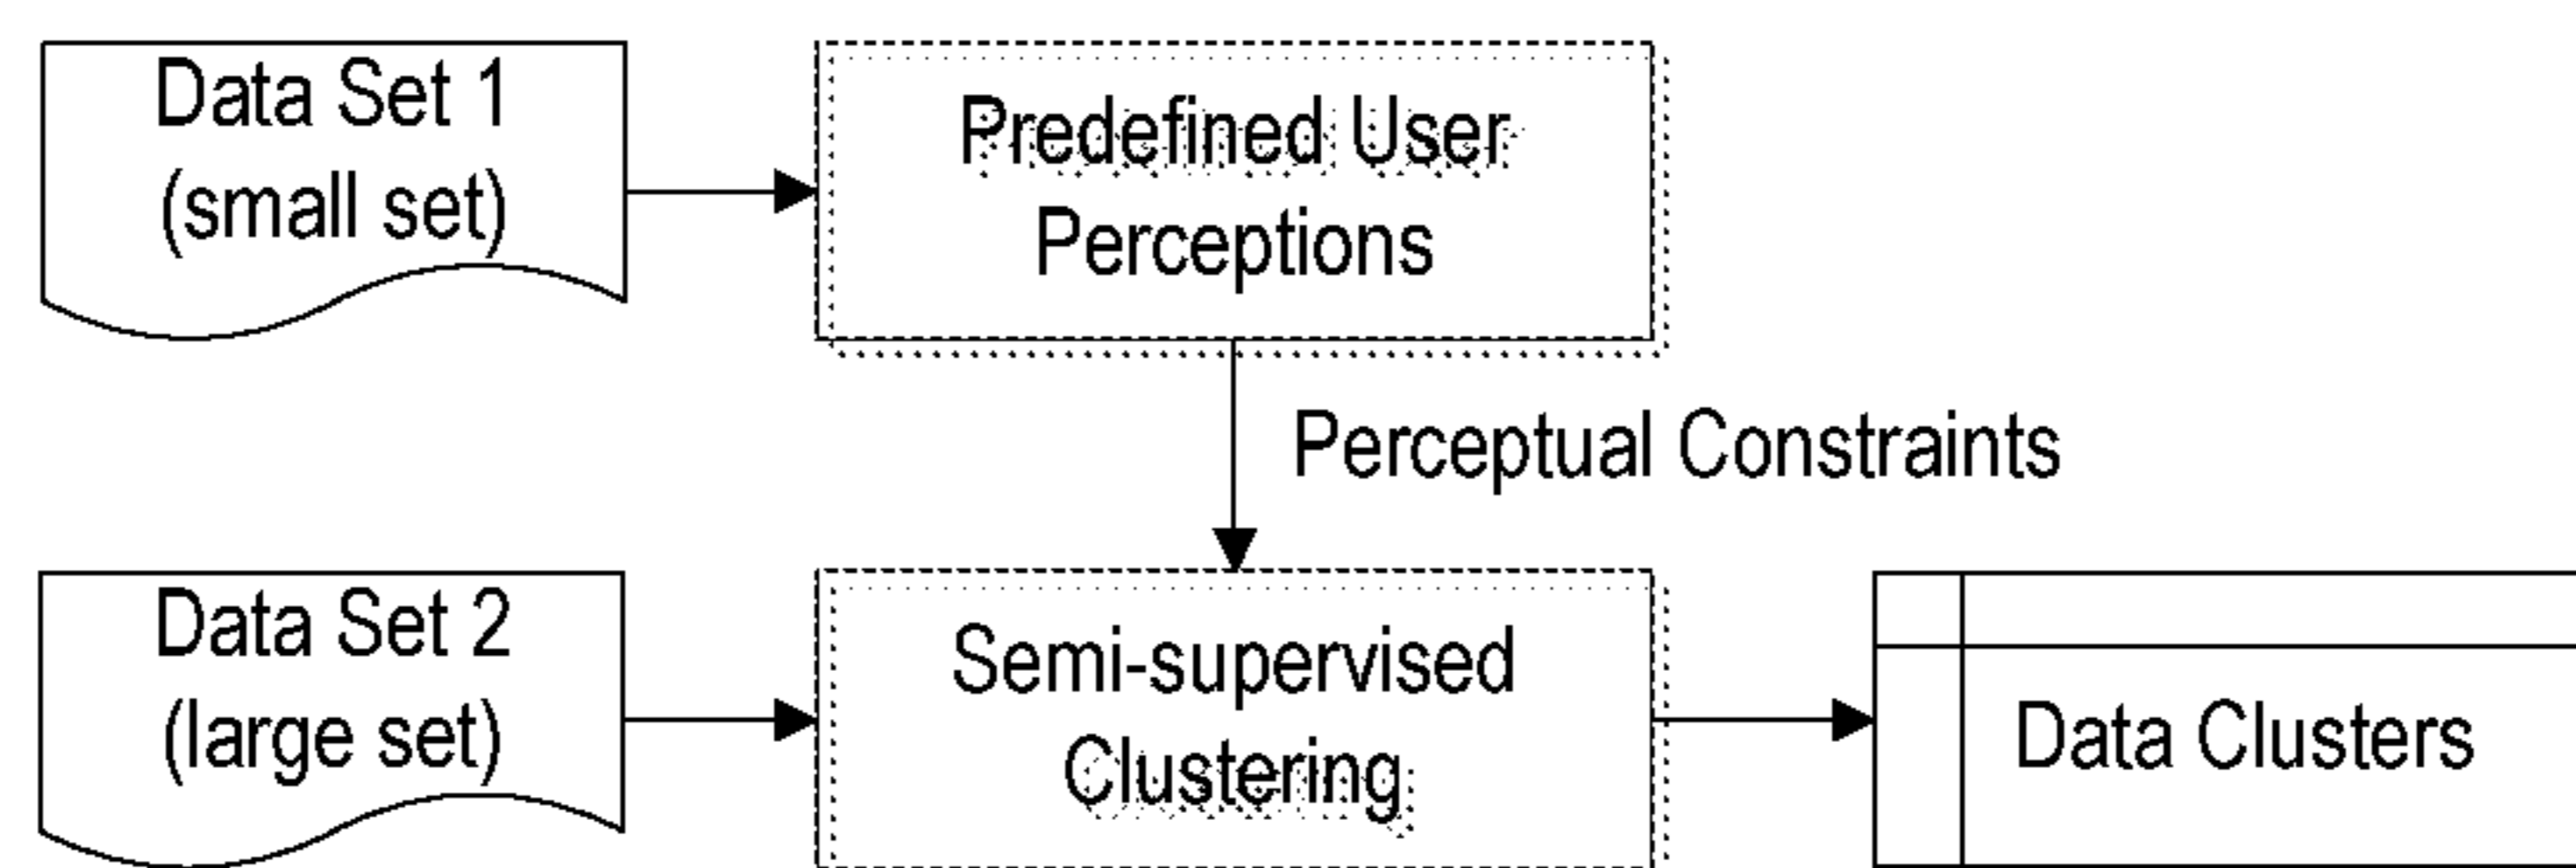 Data Set 1
(small set)
Predefined User
Perceptions
Perceptual Constraints
Data Set 2
(large set)
Semi-supervised
Clustering
Data Clusters